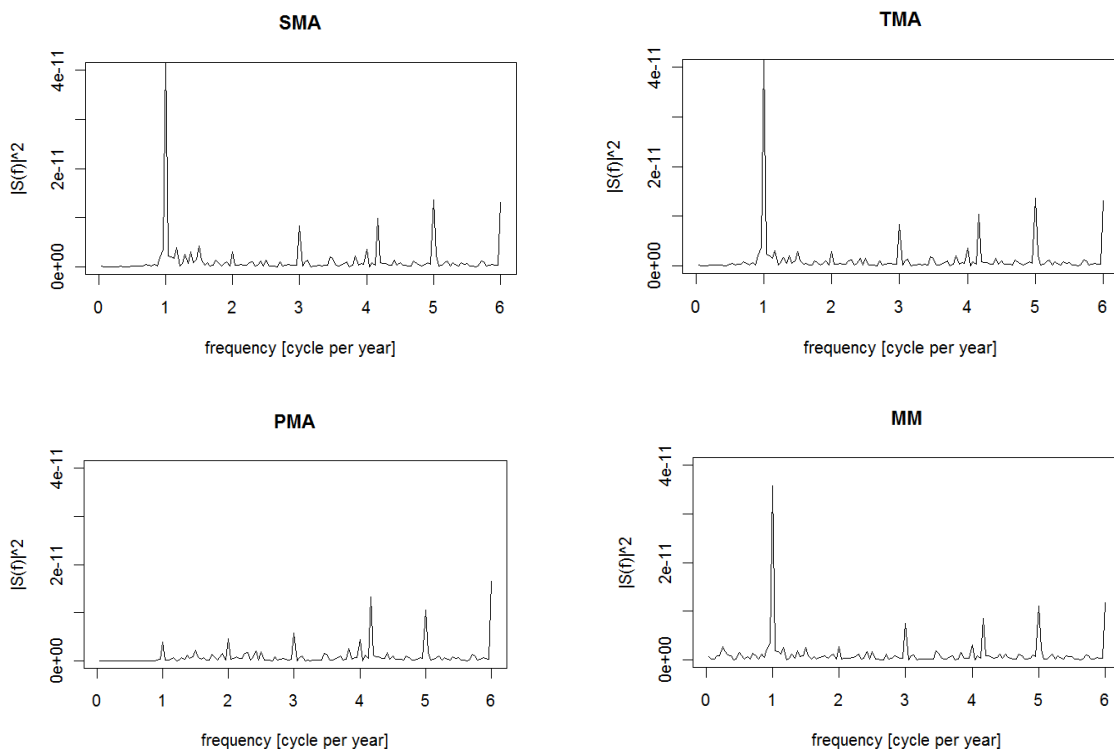 SMA
|S(f)|^2
0e+00 2e-11 4e-11
0 1 2 3 4 5 6
frequency [cycle per year]
TMA
|S(f)|^2
0e+00 2e-11 4e-11
0 1 2 3 4 5 6
frequency [cycle per year]
PMA
|S(f)|^2
0e+00 2e-11 4e-11
0 1 2 3 4 5 6
frequency [cycle per year]
MM
|S(f)|^2
0e+00 2e-11 4e-11
0 1 2 3 4 5 6
frequency [cycle per year]